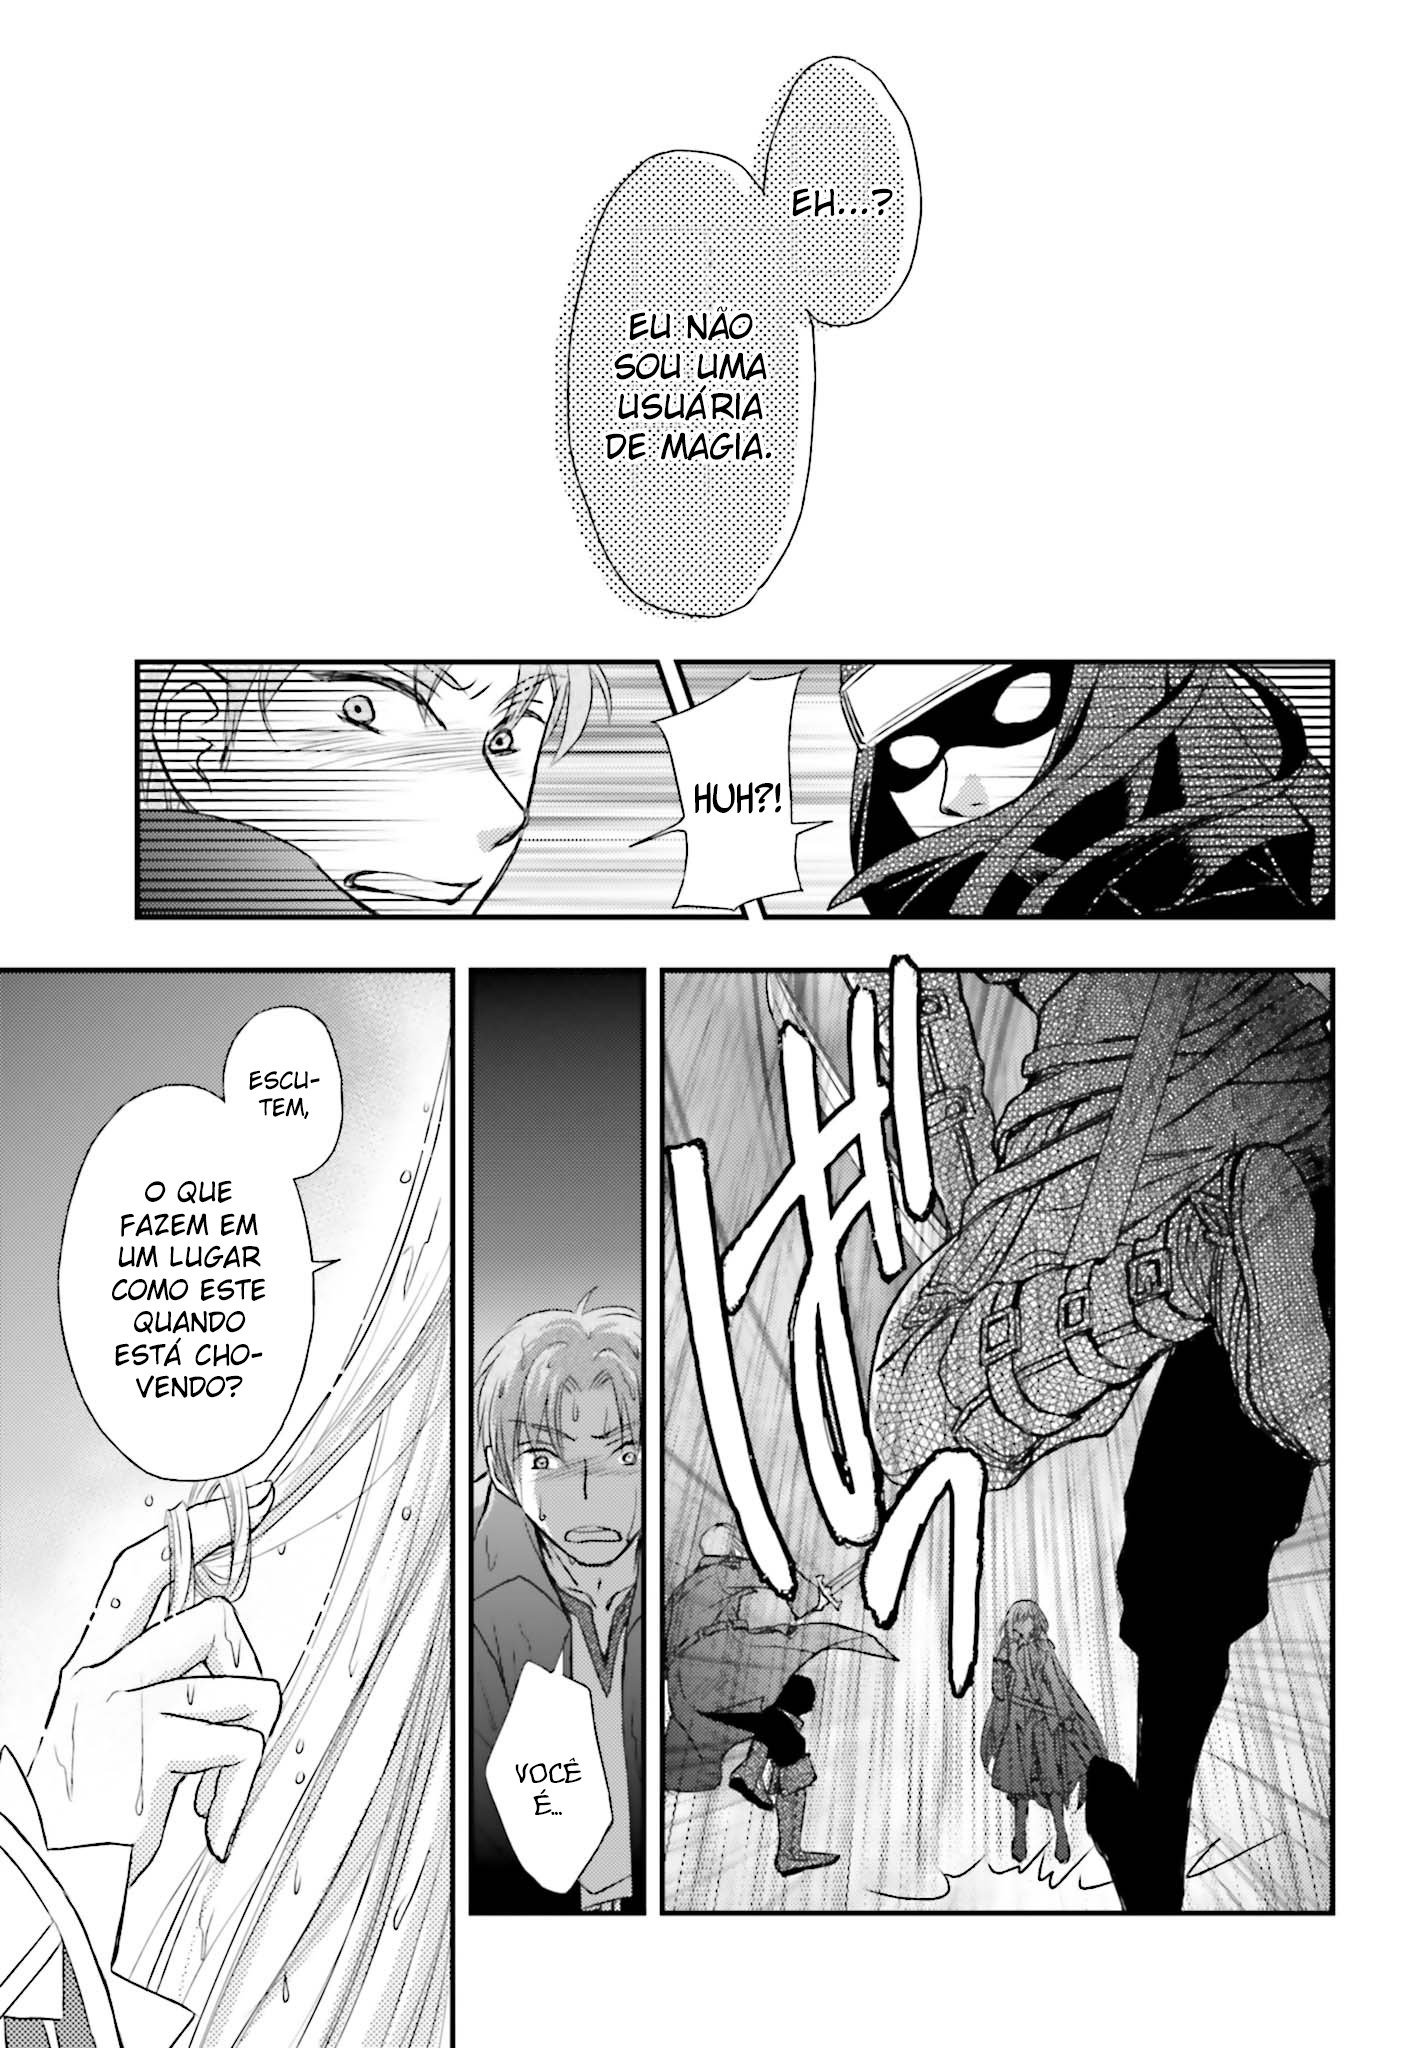 EH...?
EU NÃO
SOU UMA
USUÁRIA
DE MAGIA.
HUH?!
VOCÊ
É...
ESCU-
TEM,
O QUE
FAZEM EM
UM LUGAR
COMO ESTE
QUANDO
ESTÁ CHO-
VENDO?